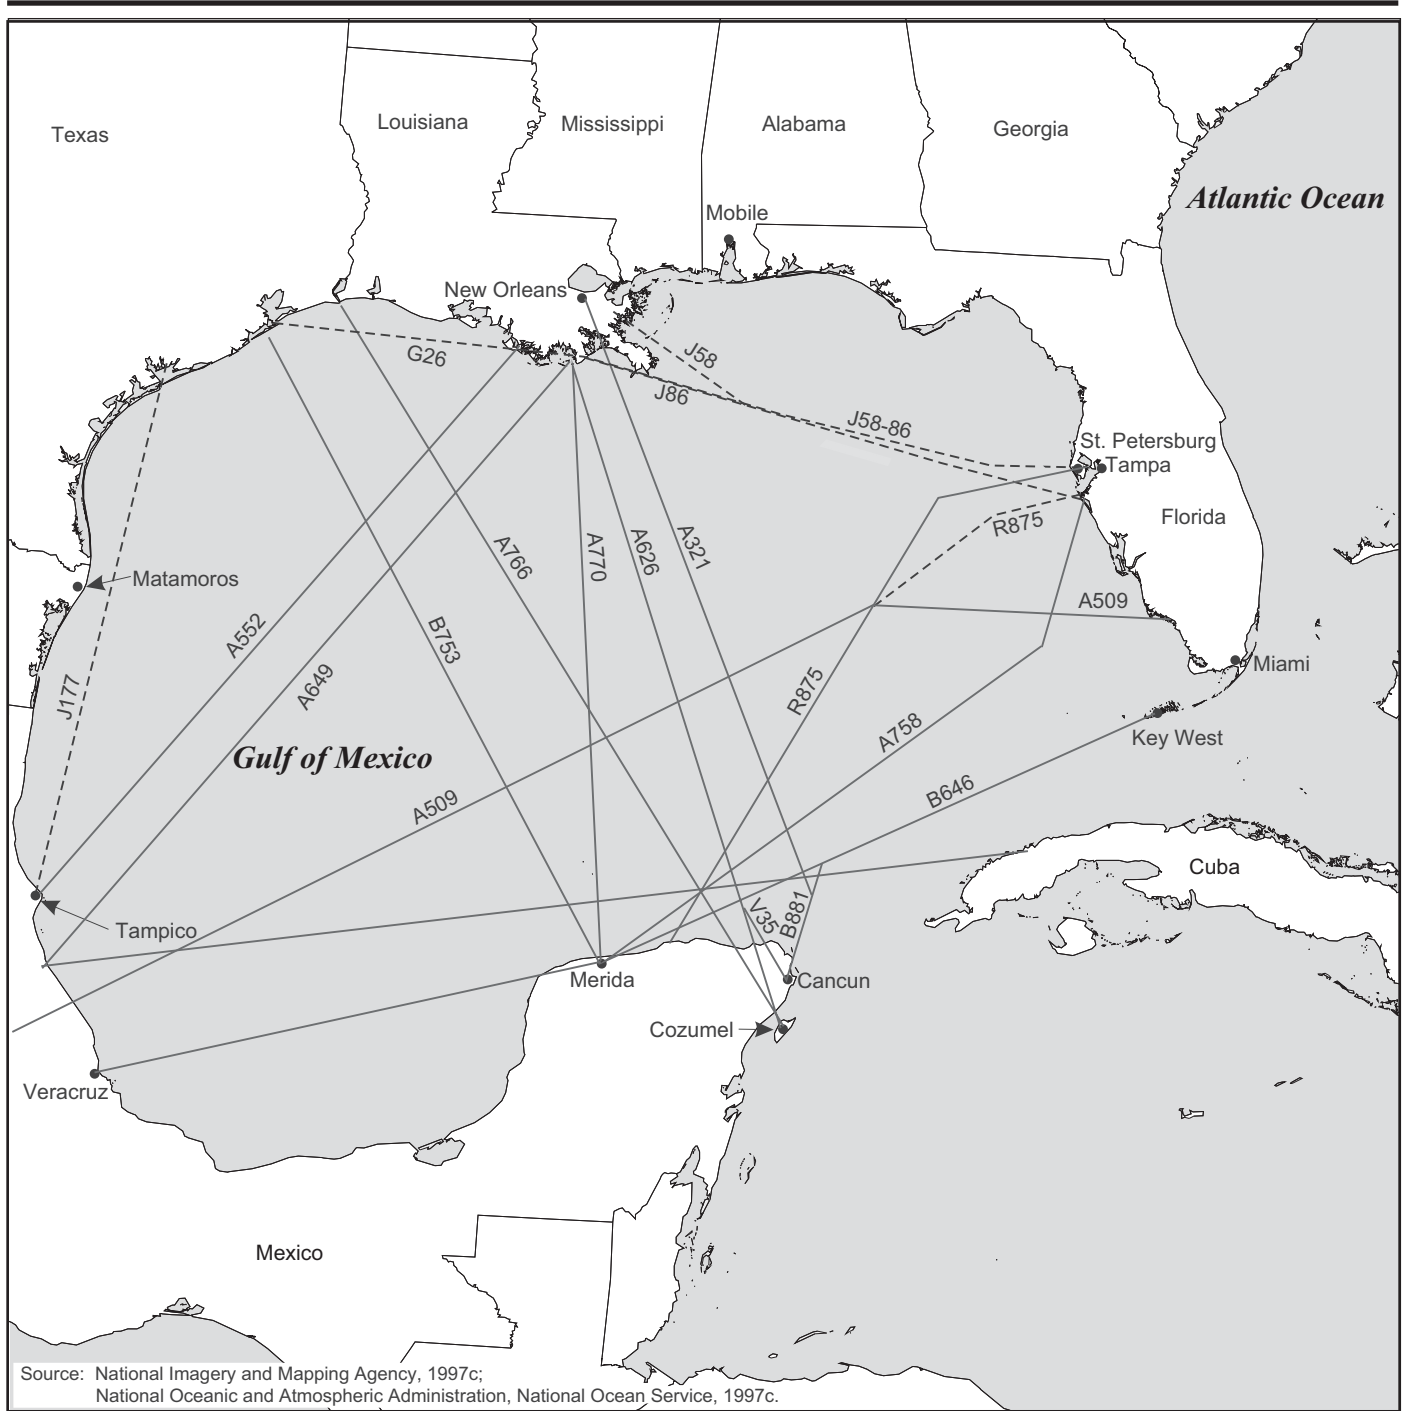 Texas
Louisiana
Mississippi
Alabama
Georgia
Atlantic Ocean
Mobile
New Orleans
G26
J58
J86
J58-86
St. Petersburg
Tampa
Florida
R875
A766
A770
A626
A321
Matamoros
A552
B753
A649
A509
J177
R875
Miami
A758
Key West
Gulf of Mexico
A509
B646
Cuba
V35
B881
Tampico
Merida
Cancun
Cozumel
Veracruz
Mexico
Source: National Imagery and Mapping Agency, 1997c;
National Oceanic and Atmospheric Administration, National Ocean Service, 1997c.